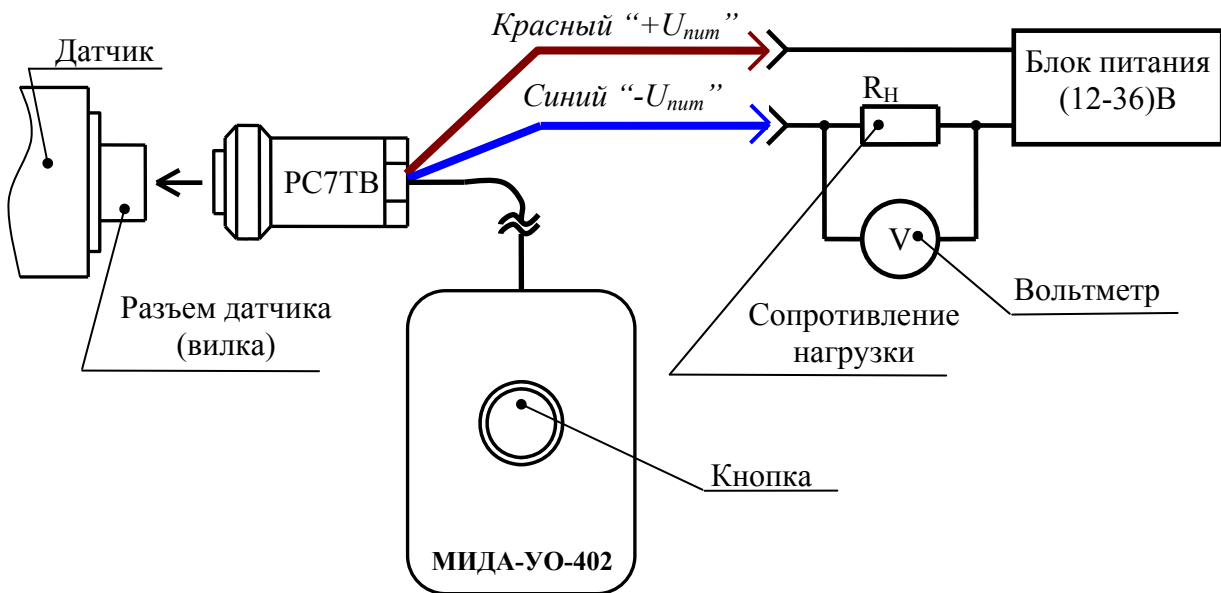 Красный “+Uпит”
Датчик
Блок питания
(12-36)В
Синий “-Uпит”
RН
РС7ТВ
V
Разъем датчика
(вилка)
Вольтметр
Сопротивление
нагрузки
Кнопка
МИДА-УО-402